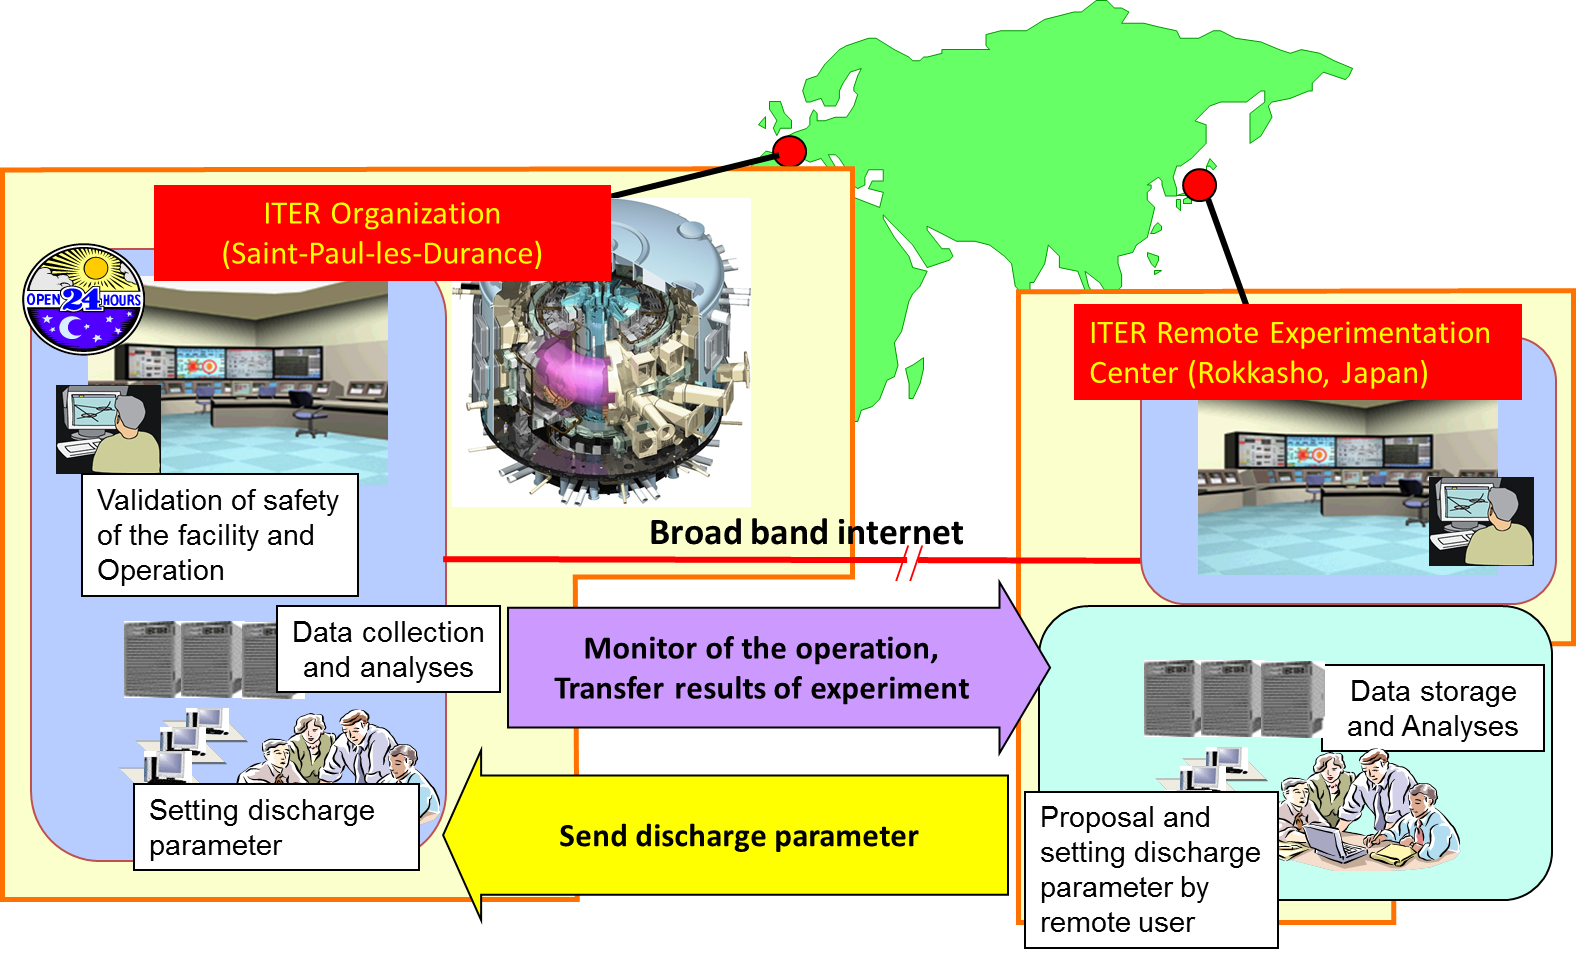 ITER Organization
(Saint-Paul-les-Durance)
OPEN 24 HOURS
ITER Remote Experimentation
Center (Rokkasho, Japan)
Validation of safety
of the facility and
Operation
Broad band internet
Data collection
and analyses
Monitor of the operation,
Transfer results of experiment
Data storage
and Analyses
Setting discharge
parameter
Send discharge parameter
Proposal and
setting discharge
parameter by
remote user